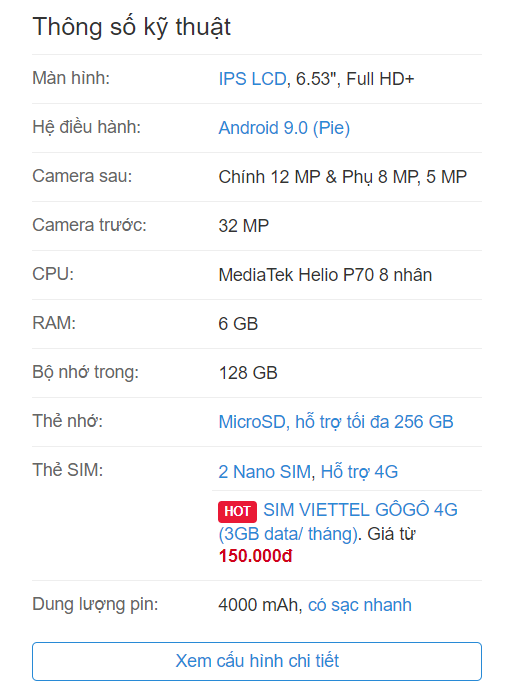 Thông số kỹ thuật
Màn hình: IPS LCD, 6.53", Full HD+
Hệ điều hành: Android 9.0 (Pie)
Camera sau: Chính 12 MP & Phụ 8 MP, 5 MP
Camera trước: 32 MP
CPU: MediaTek Helio P70 8 nhân
RAM: 6 GB
Bộ nhớ trong: 128 GB
Thẻ nhớ: MicroSD, hỗ trợ tối đa 256 GB
Thẻ SIM: 2 Nano SIM, Hỗ trợ 4G
HOT SIM VIETTEL GÔGÔ 4G
(3GB data/ tháng). Giá từ
150.000đ
Dung lượng pin: 4000 mAh, có sạc nhanh
Xem cấu hình chi tiết